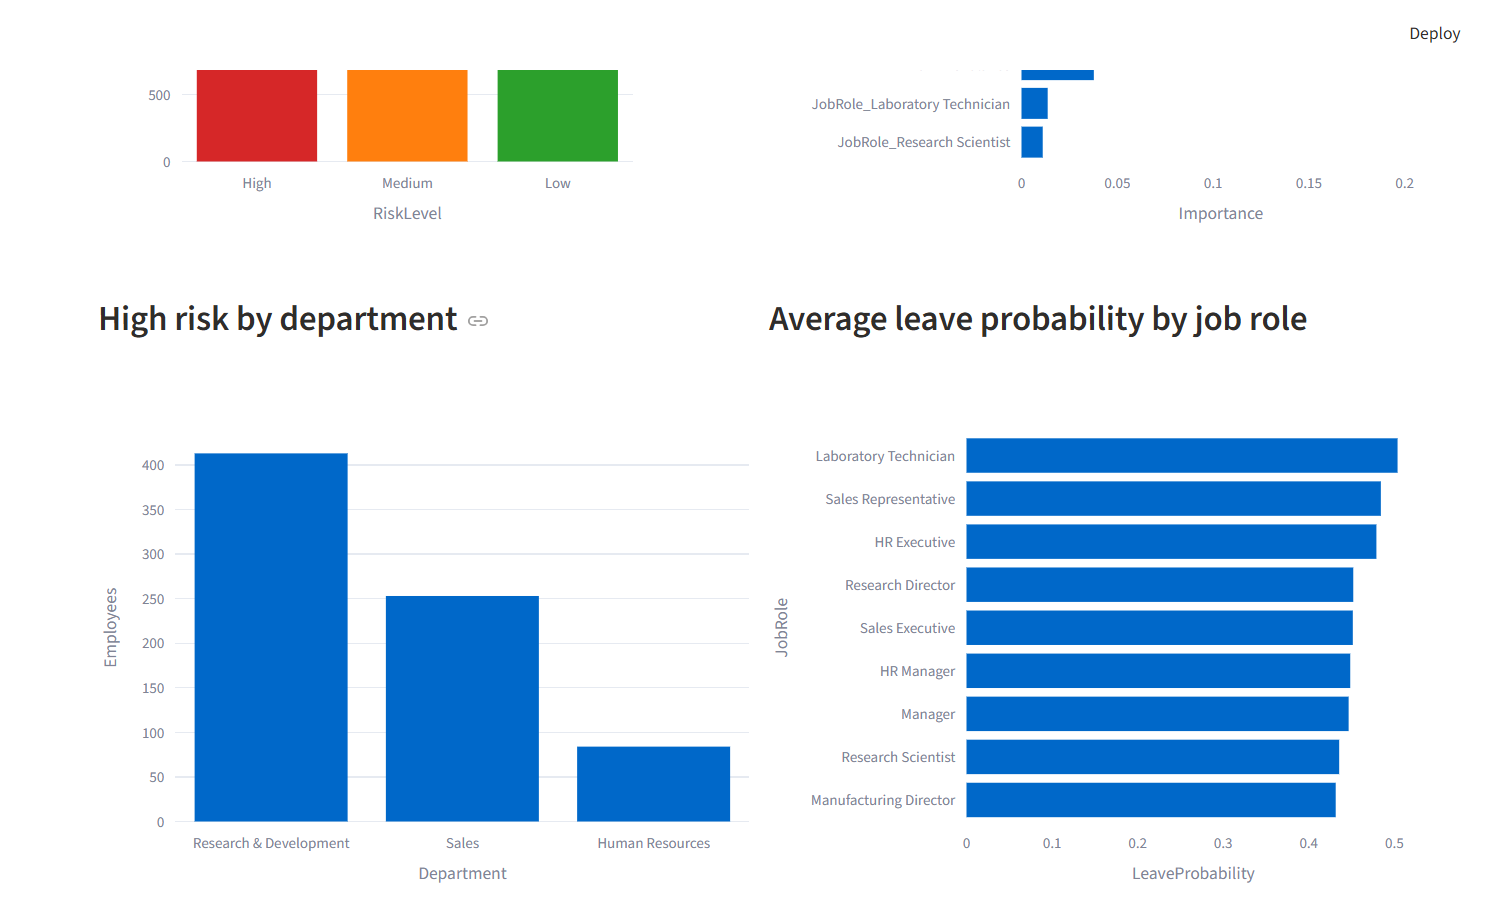 Deploy
500
0
High Medium Low
RiskLevel
JobRole_Laboratory Technician
JobRole_Research Scientist
0 0.05 0.1 0.15 0.2
Importance
High risk by department
400
350
300
250
200
150
100
50
0
Employees
Research & Development Sales Human Resources
Department
Average leave probability by job role
Laboratory Technician
Sales Representative
HR Executive
Research Director
Sales Executive
HR Manager
Manager
Research Scientist
Manufacturing Director
JobRole
0 0.1 0.2 0.3 0.4 0.5
LeaveProbability